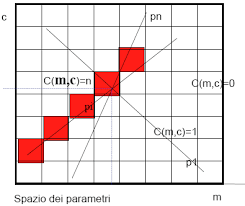 c
pn
C(m,c)=n
C(m,c)=0
pi
C(m,c)=1
p1
m
Spazio dei parametri